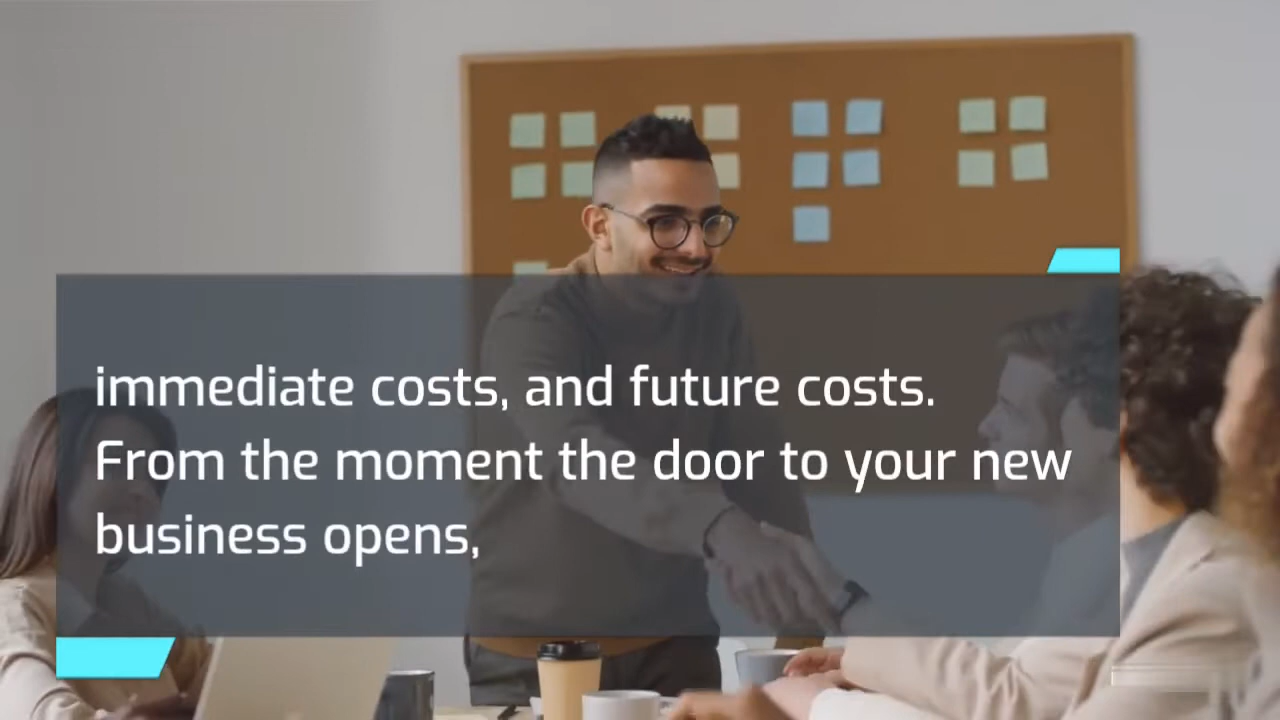 immediate costs, and future costs.
From the moment the door to your new
business opens,